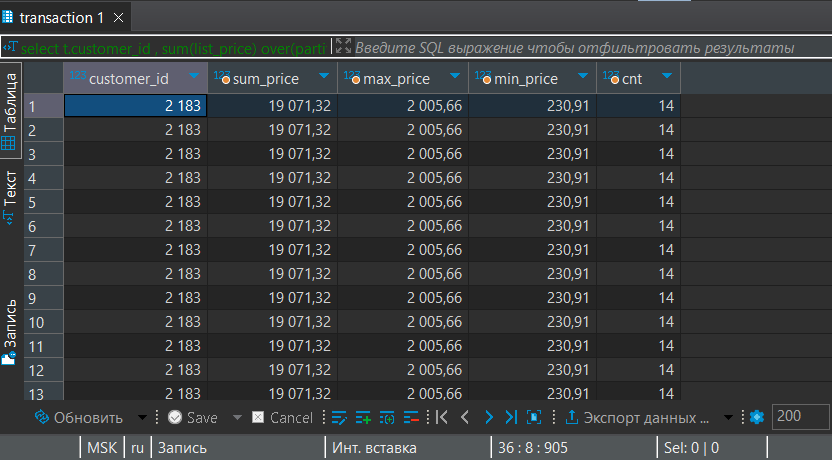 transaction 1
select t.customer_id , sum(list_price) over(parti Введите SQL выражение чтобы отфильтровать результаты
Таблица
Текст
Запись
123 customer_id 123 sum_price 123 max_price 123 min_price 123 cnt
1 2 183 19 071,32 2 005,66 230,91 14
2 2 183 19 071,32 2 005,66 230,91 14
3 2 183 19 071,32 2 005,66 230,91 14
4 2 183 19 071,32 2 005,66 230,91 14
5 2 183 19 071,32 2 005,66 230,91 14
6 2 183 19 071,32 2 005,66 230,91 14
7 2 183 19 071,32 2 005,66 230,91 14
8 2 183 19 071,32 2 005,66 230,91 14
9 2 183 19 071,32 2 005,66 230,91 14
10 2 183 19 071,32 2 005,66 230,91 14
11 2 183 19 071,32 2 005,66 230,91 14
12 2 183 19 071,32 2 005,66 230,91 14
13 2 183 19 071,32 2 005,66 230,91 14
Обновить Save Cancel Экспорт данных ... 200
MSK ru Запись Инт. вставка 36 : 8 : 905 Sel: 0 | 0